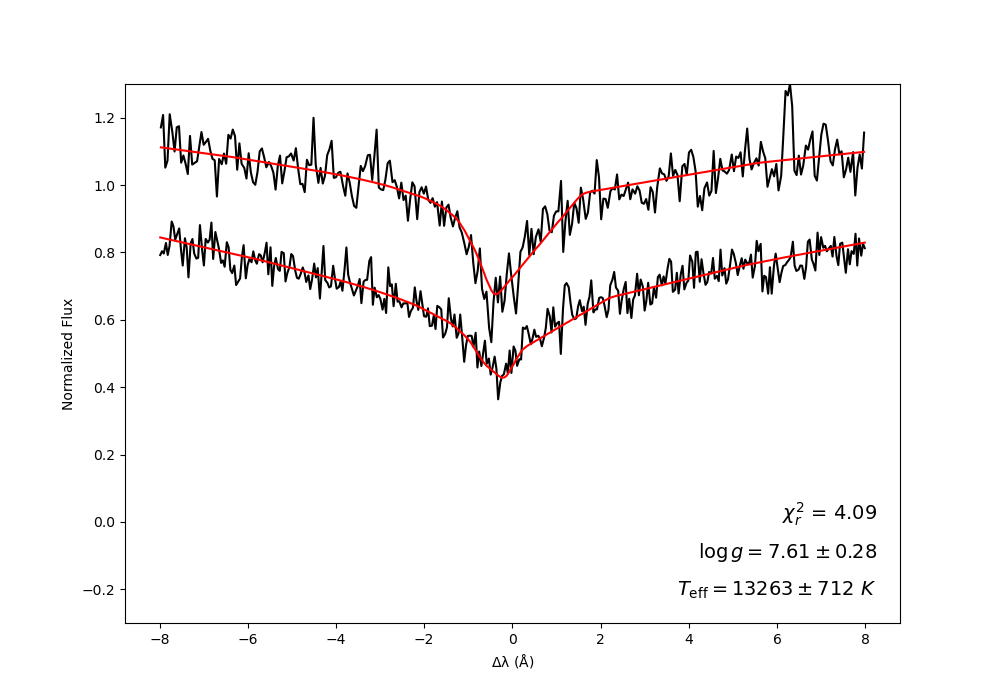 1.2
1.0
0.8
0.6
0.4
0.2
0.0
−0.2
Normalized Flux
χ²ᵣ = 4.09
log g = 7.61 ± 0.28
T_eff = 13263 ± 712 K
−8 −6 −4 −2 0 2 4 6 8
Δλ (Å)